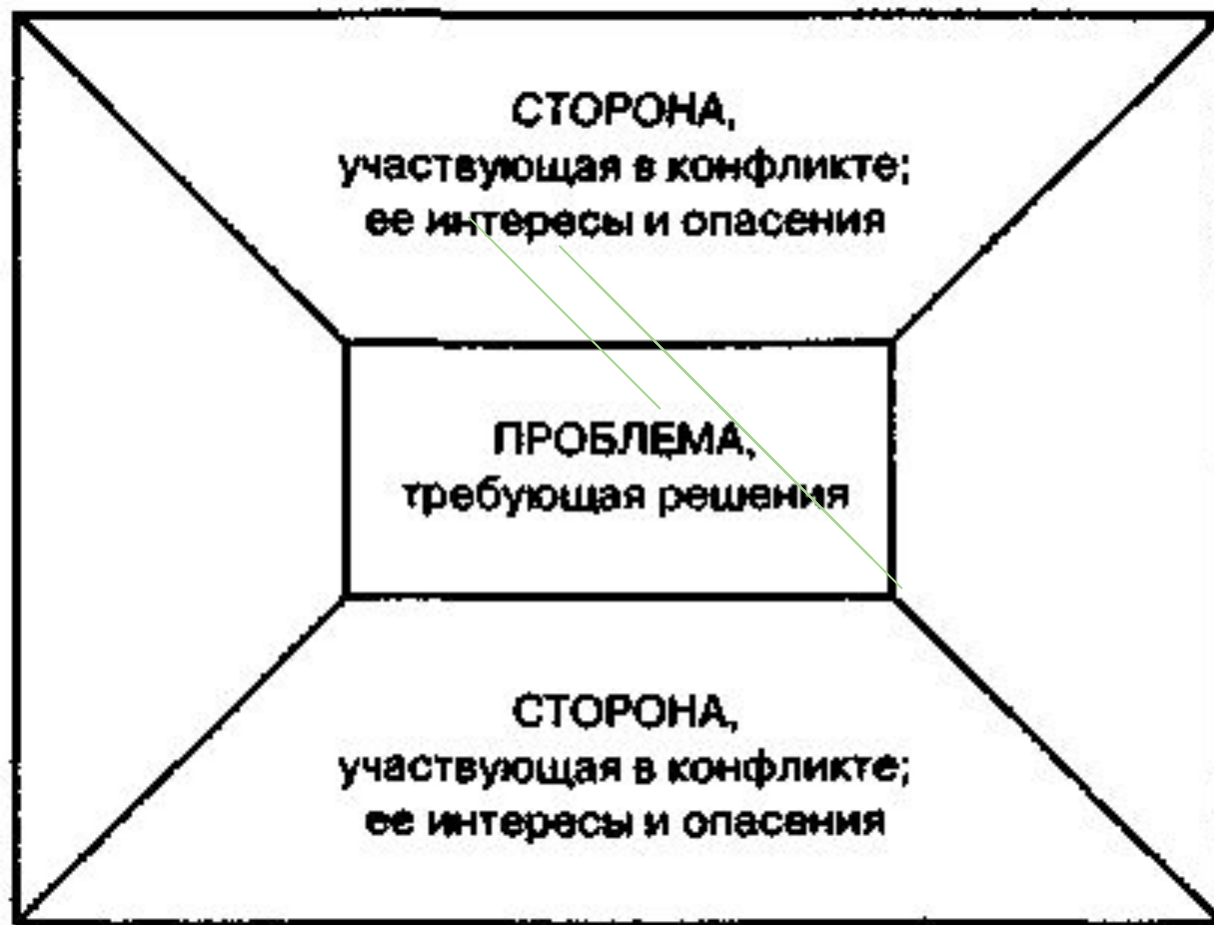 СТОРОНА,
участвующая в конфликте;
ее интересы и опасения
ПРОБЛЕМА,
требующая решения
СТОРОНА,
участвующая в конфликте;
ее интересы и опасения